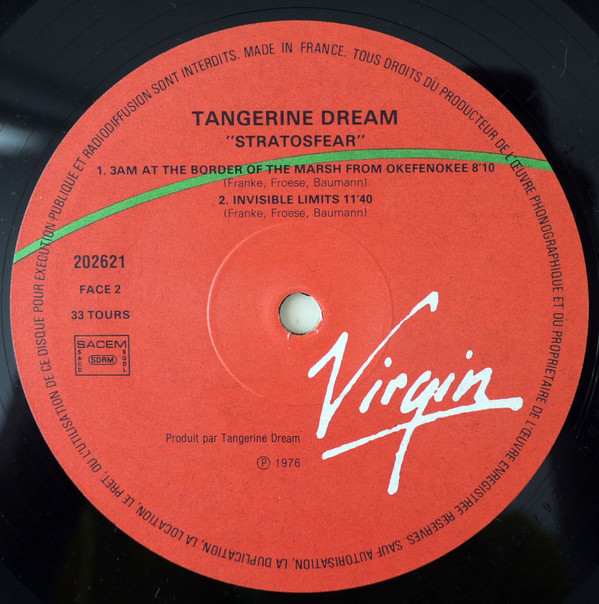 TANGERINE DREAM
"STRATOSFEAR"
1. 3AM AT THE BORDER OF THE MARSH FROM OKEFENOKEE 8'10
(Franke, Froese, Baumann)
2. INVISIBLE LIMITS 11'40
(Franke, Froese, Baumann)
202621
FACE 2
33 TOURS
SACEM
SACD
SDRM
SGDL
Virgin
Produit par Tangerine Dream
Ⓟ 1976
MADE IN FRANCE. TOUS DROITS DU PRODUCTEUR DE L'ŒUVRE PHONOGRAPHIQUE ET DU PROPRIETAIRE DE L'ŒUVRE ENREGISTREE RESERVES. SAUF AUTORISATION, LA DUPLICATION, LA LOCATION, LE PRET OU L'UTILISATION DE CE DISQUE POUR EXECUTION PUBLIQUE ET RADIODIFFUSION SONT INTERDITS.